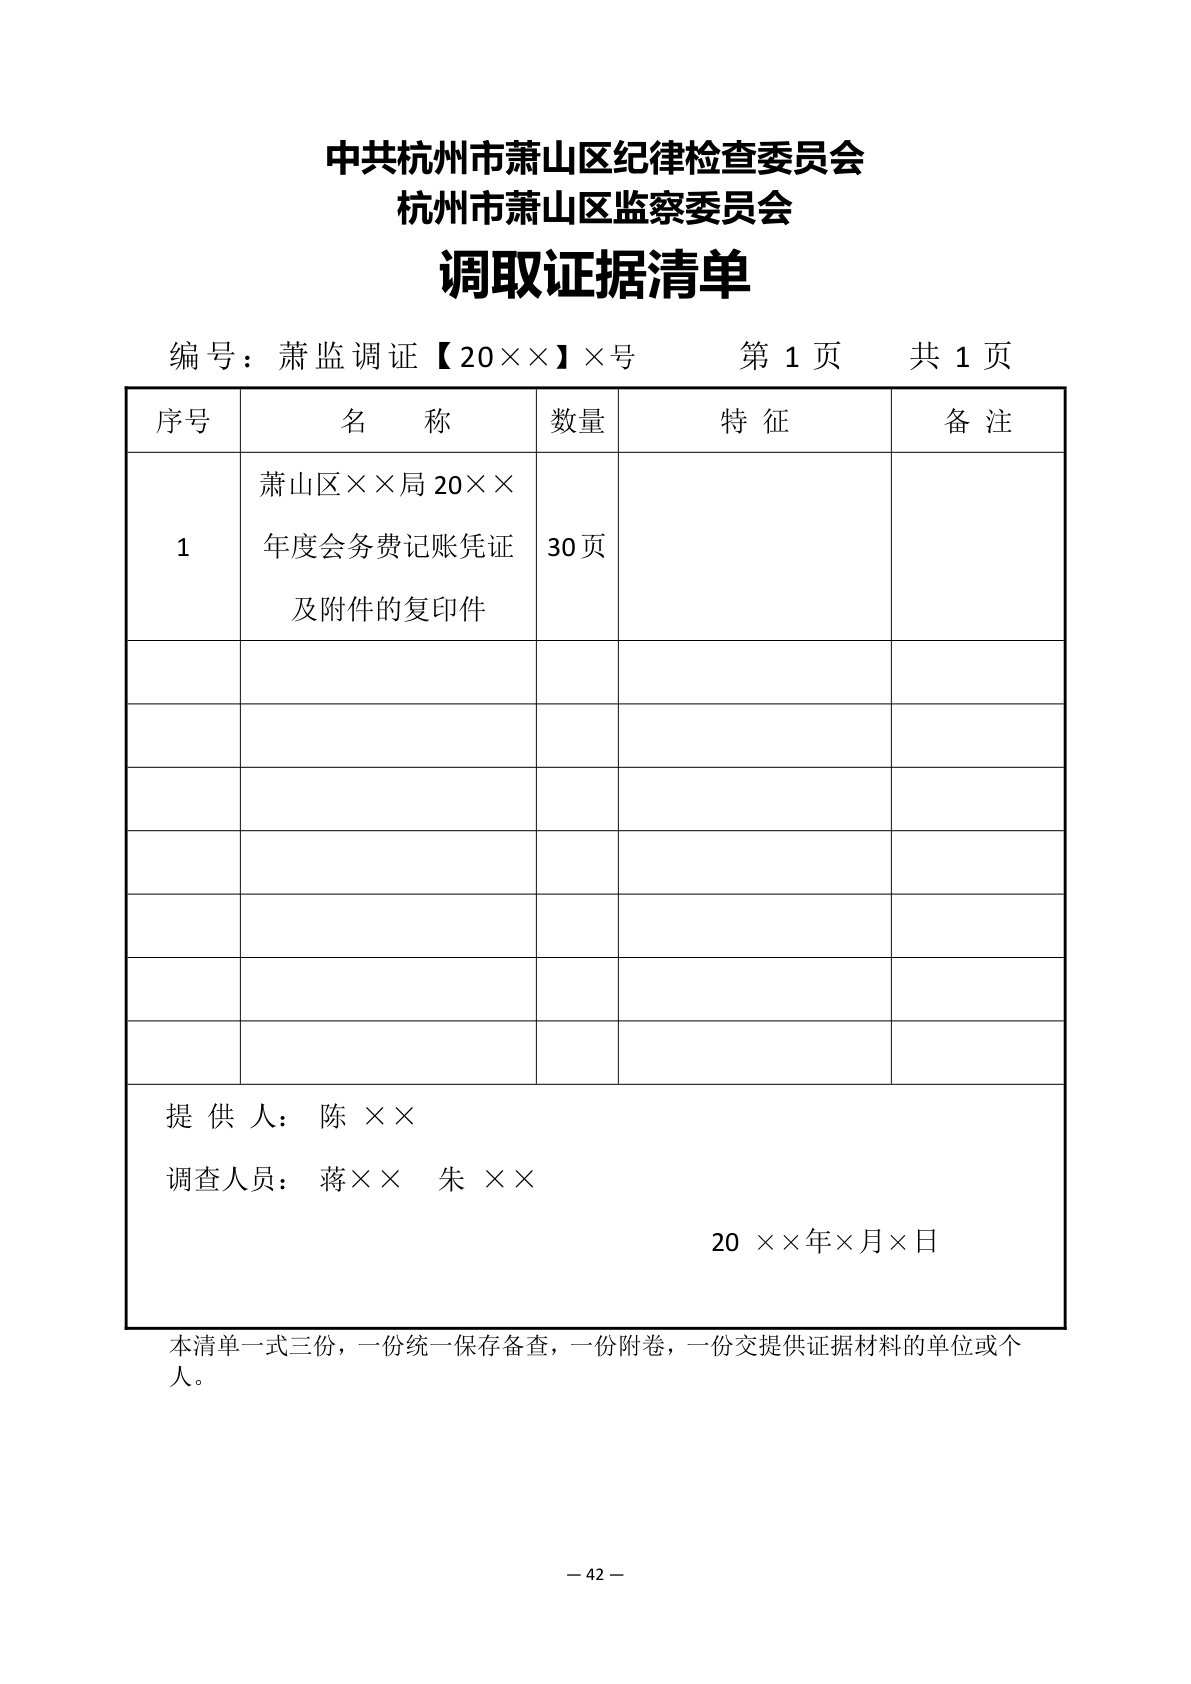 中共杭州市萧山区纪律检查委员会
杭州市萧山区监察委员会
调取证据清单
编号：萧监调证【20××】×号 第 1 页 共 1 页
序号 名 称 数量 特 征 备 注
萧山区××局 20××
1 年度会务费记账凭证 30 页
及附件的复印件
提 供 人： 陈 ××
调查人员： 蒋×× 朱 ××
20 ××年×月×日
本清单一式三份，一份统一保存备查，一份附卷，一份交提供证据材料的单位或个
人。
— 42 —